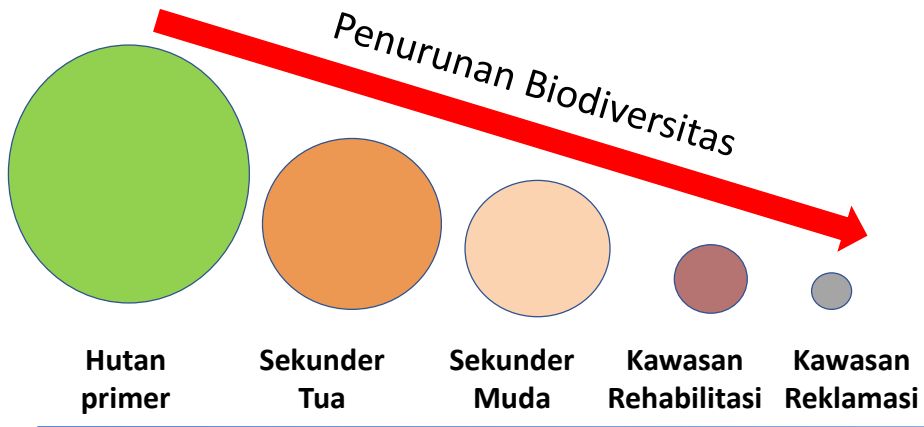 Penurunan Biodiversitas
Hutan
primer
Sekunder
Tua
Sekunder
Muda
Kawasan
Rehabilitasi
Kawasan
Reklamasi